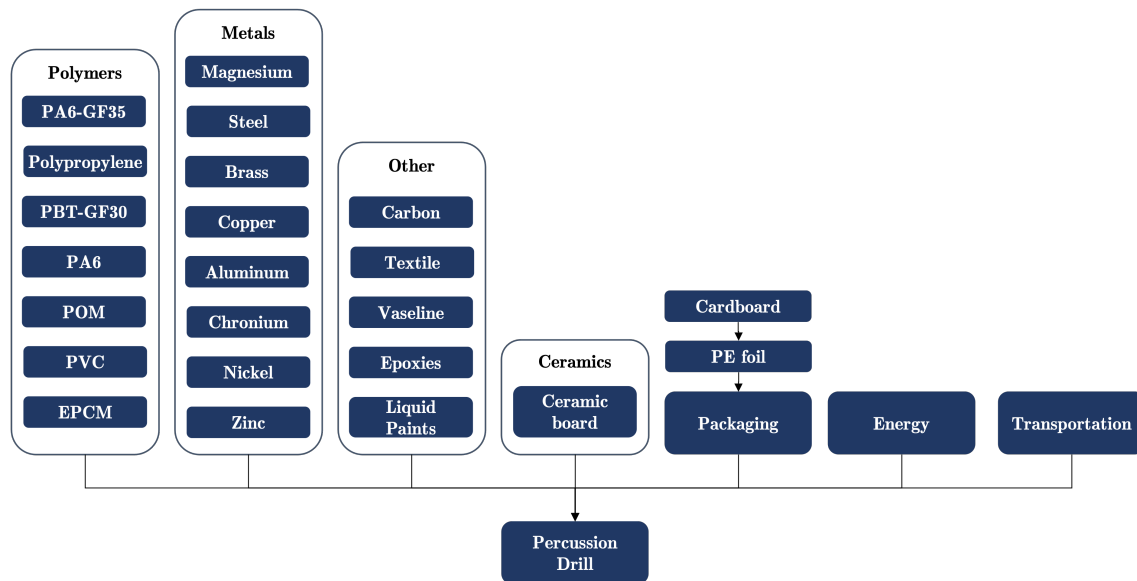 Polymers
PA6-GF35
Polypropylene
PBT-GF30
PA6
POM
PVC
EPCM
Metals
Magnesium
Steel
Brass
Copper
Aluminum
Chronium
Nickel
Zinc
Other
Carbon
Textile
Vaseline
Epoxies
Liquid
Paints
Ceramics
Ceramic
board
Cardboard
PE foil
Packaging
Energy
Transportation
Percussion
Drill